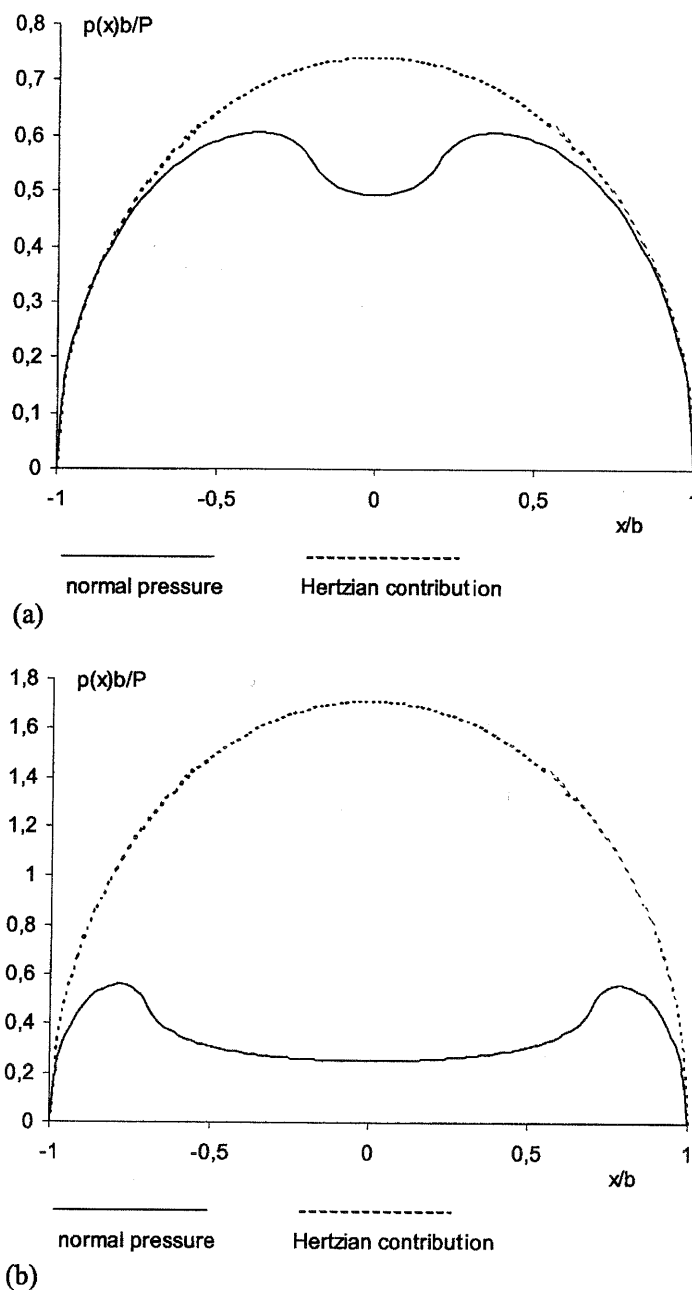 0,8
p(x)b/P
0,7
0,6
0,5
0,4
0,3
0,2
0,1
0
-1
-0,5
0
0,5
1
x/b
normal pressure
Hertzian contribution
(a)
1,8
p(x)b/P
1,6
1,4
1,2
1
0,8
0,6
0,4
0,2
0
-1
-0,5
0
0,5
1
x/b
normal pressure
Hertzian contribution
(b)